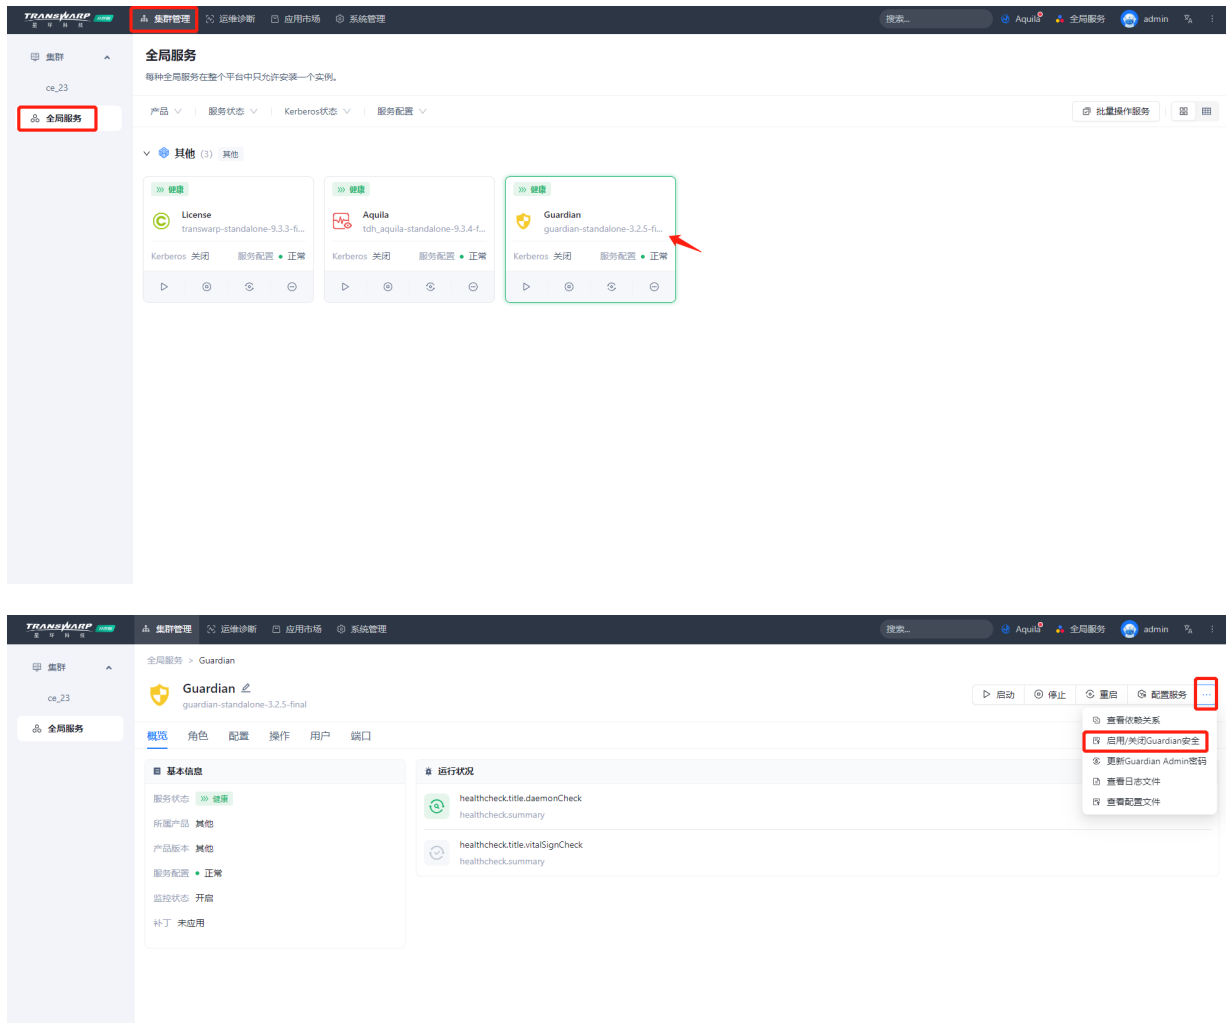 TRANSWARP
星 环 科 技
集群管理
运维诊断
应用市场
系统管理
搜索...
Aquila
全局服务
admin
集群
ce_23
全局服务
全局服务
每种全局服务在整个平台中只允许安装一个实例。
产品
服务状态
Kerberos状态
服务配置
批量操作服务
其他 (3) 其他
健康
License
transwarp-standalone-9.3.3-fi...
Kerberos 关闭 服务配置 正常
健康
Aquila
tdh_aquila-standalone-9.3.4-f...
Kerberos 关闭 服务配置 正常
健康
Guardian
guardian-standalone-3.2.5-fi...
Kerberos 关闭 服务配置 正常
TRANSWARP
星 环 科 技
集群管理
运维诊断
应用市场
系统管理
搜索...
Aquila
全局服务
admin
集群
ce_23
全局服务
全局服务 > Guardian
Guardian
guardian-standalone-3.2.5-final
启动
停止
重启
配置服务
...
查看依赖关系
启用/关闭Guardian安全
更新Guardian Admin密码
查看日志文件
查看配置文件
概览
角色
配置
操作
用户
端口
基本信息
服务状态 健康
所属产品 其他
产品版本 其他
服务配置 正常
监控状态 开启
补丁 未应用
运行状况
healthcheck.title.daemonCheck
healthcheck.summary
healthcheck.title.vitalSignCheck
healthcheck.summary